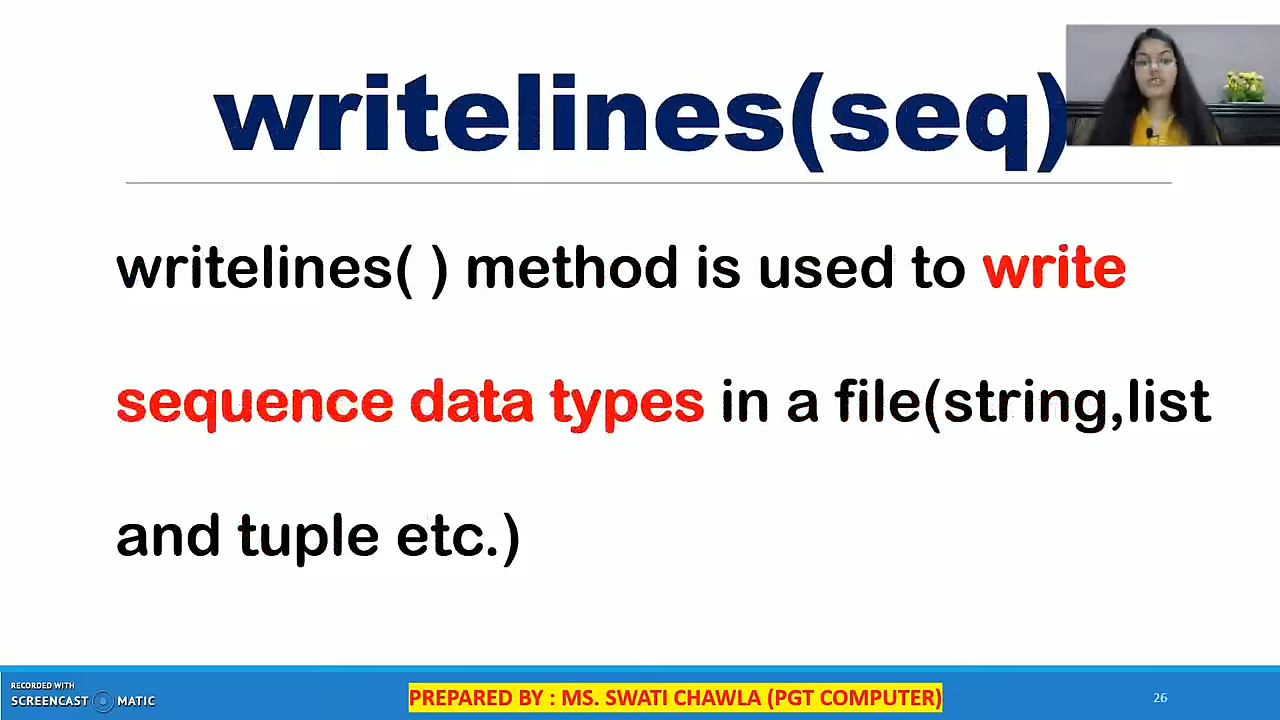 writelines(seq)
writelines( ) method is used to write
sequence data types in a file(string,list
and tuple etc.)
RECORDED WITH
SCREENCAST MATIC
PREPARED BY : MS. SWATI CHAWLA (PGT COMPUTER)
26